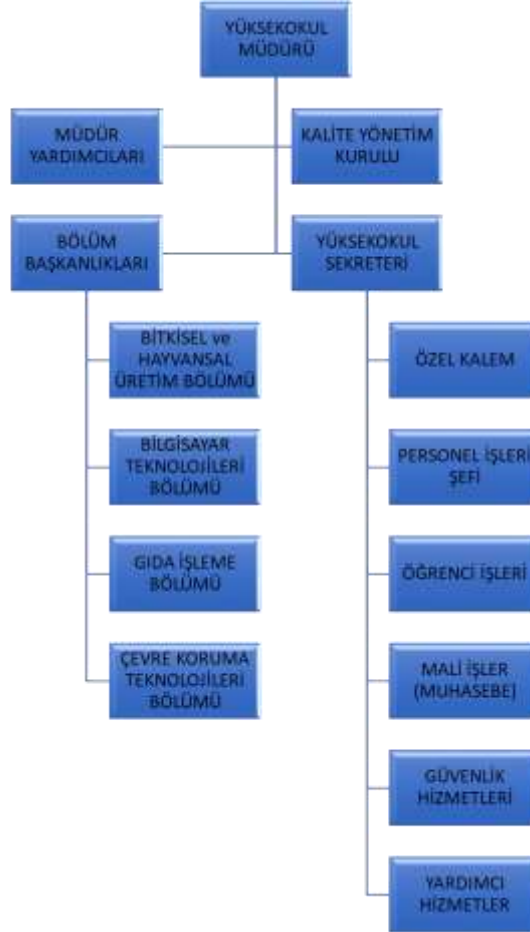 YÜKSEKOKUL
MÜDÜRÜ
MÜDÜR
YARDIMCILARI
KALİTE YÖNETİM
KURULU
BÖLÜM
BAŞKANLIKLARI
YÜKSEKOKUL
SEKRETERİ
BİTKİSEL ve
HAYVANSAL
ÜRETİM BÖLÜMÜ
BİLGİSAYAR
TEKNOLOJİLERİ
BÖLÜMÜ
GIDA İŞLEME
BÖLÜMÜ
ÇEVRE KORUMA
TEKNOLOJİLERİ
BÖLÜMÜ
ÖZEL KALEM
PERSONEL İŞLERİ
ŞEFİ
ÖĞRENCİ İŞLERİ
MALİ İŞLER
(MUHASEBE)
GÜVENLİK
HİZMETLERİ
YARDIMCI
HİZMETLER